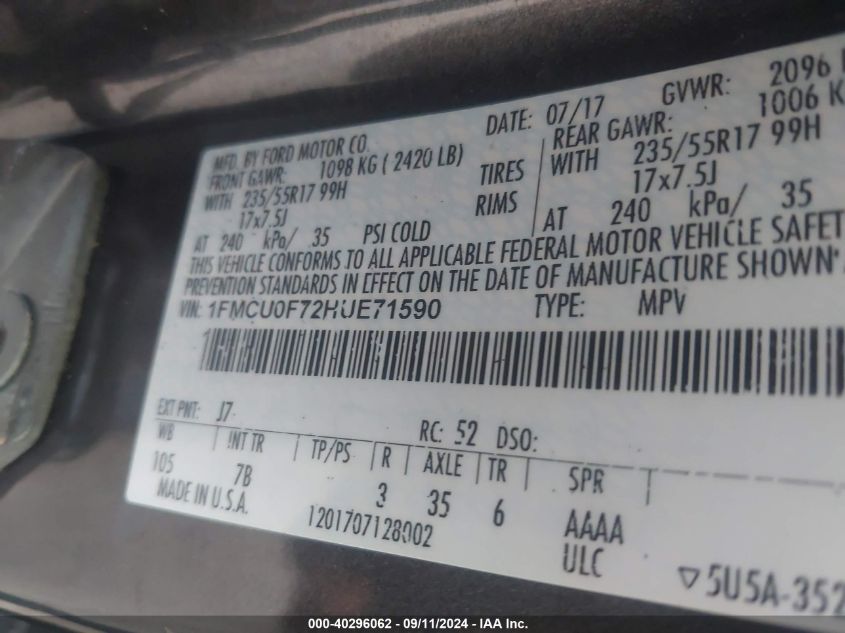 MFD. BY FORD MOTOR CO.
DATE: 07/17 GVWR: 2096
FRONT GAWR: 1098 KG ( 2420 LB) REAR GAWR: 1006 K
WITH 235/55R17 99H TIRES WITH 235/55R17 99H
17x7.5J RIMS 17x7.5J
AT 240 kPa/ 35 PSI COLD AT 240 kPa/ 35
THIS VEHICLE CONFORMS TO ALL APPLICABLE FEDERAL MOTOR VEHICLE SAFET
PREVENTION STANDARDS IN EFFECT ON THE DATE OF MANUFACTURE SHOWN
VIN: 1FMCU0F72HUE71590 TYPE: MPV
EXT PNT: J7 RC: 52 DSO:
WB INT TR TP/PS R AXLE TR SPR
105 7B 3 35 6 AAAA
MADE IN U.S.A. 1201707128002 ULC
▽5U5A-352
000-40296062 - 09/11/2024 - IAA Inc.